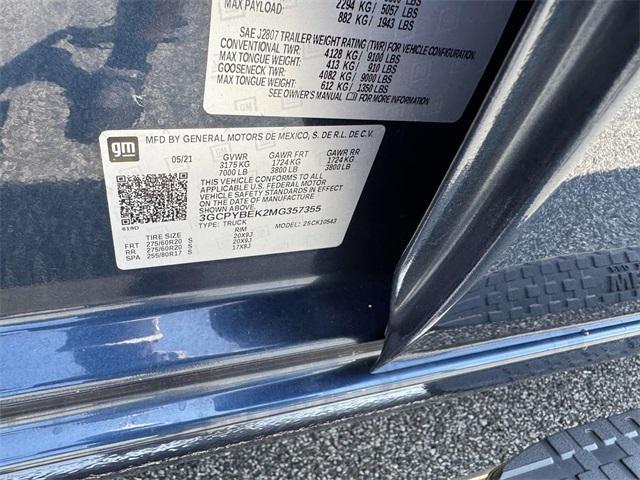 MAX PAYLOAD
2294 KG / 5057 LBS
882 KG / 1943 LBS
SAE J2807 TRAILER WEIGHT RATING (TWR) FOR VEHICLE CONFIGURATION.
CONVENTIONAL TWR: 4128 KG / 9100 LBS
MAX TONGUE WEIGHT: 413 KG / 910 LBS
GOOSENECK TWR: 4082 KG / 9000 LBS
MAX TONGUE WEIGHT: 612 KG / 1350 LBS
SEE OWNER'S MANUAL FOR MORE INFORMATION
gm MFD BY GENERAL MOTORS DE MEXICO, S. DE R.L. DE C.V.
05/21 GVWR GAWR FRT GAWR RR
3175 KG 1724 KG 1724 KG
7000 LB 3800 LB 3800 LB
THIS VEHICLE CONFORMS TO ALL
APPLICABLE U.S. FEDERAL MOTOR
VEHICLE SAFETY STANDARDS IN EFFECT
ON THE DATE OF MANUFACTURE SHOWN ABOVE.
3GCPYBEK2MG357355
619D TYPE: TRUCK MODEL: 2SCK10543
TIRE SIZE RIM
FRT 275/60R20 S 20X9J
RR 275/60R20 S 20X9J
SPA 255/80R17 S 17X8J